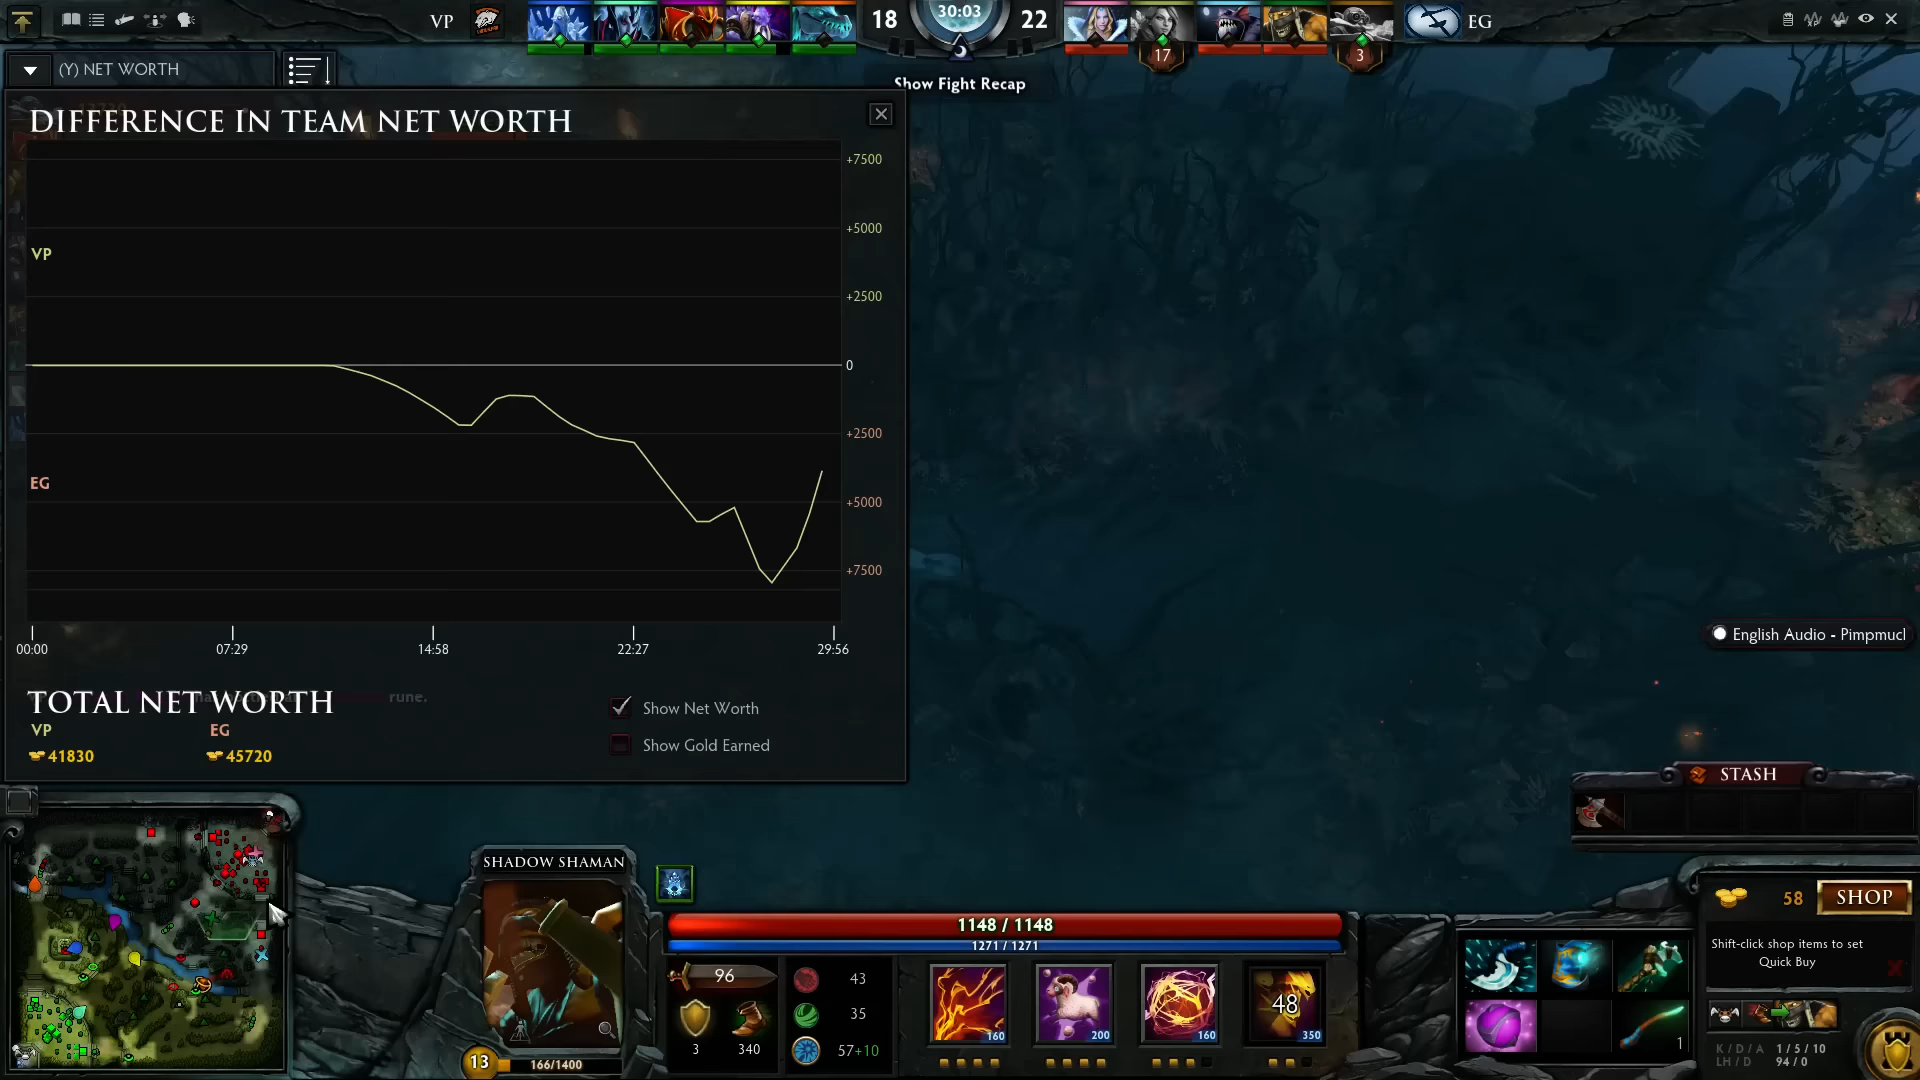 VP
18
30:03
22
EG
17
3
(Y) NET WORTH
Show Fight Recap
DIFFERENCE IN TEAM NET WORTH
+7500
+5000
VP
+2500
0
+2500
EG
+5000
+7500
00:00
07:29
14:58
22:27
29:56
rune.
TOTAL NET WORTH
VP
EG
41830
45720
Show Net Worth
Show Gold Earned
English Audio - Pimpmucl
STASH
SHADOW SHAMAN
1148 / 1148
1271 / 1271
96
43
35
57+10
3
340
160
200
160
48
350
13
166/1400
1
58
SHOP
Shift-click shop items to set
Quick Buy
K / D / A 1 / 5 / 10
LH / D 94 / 0